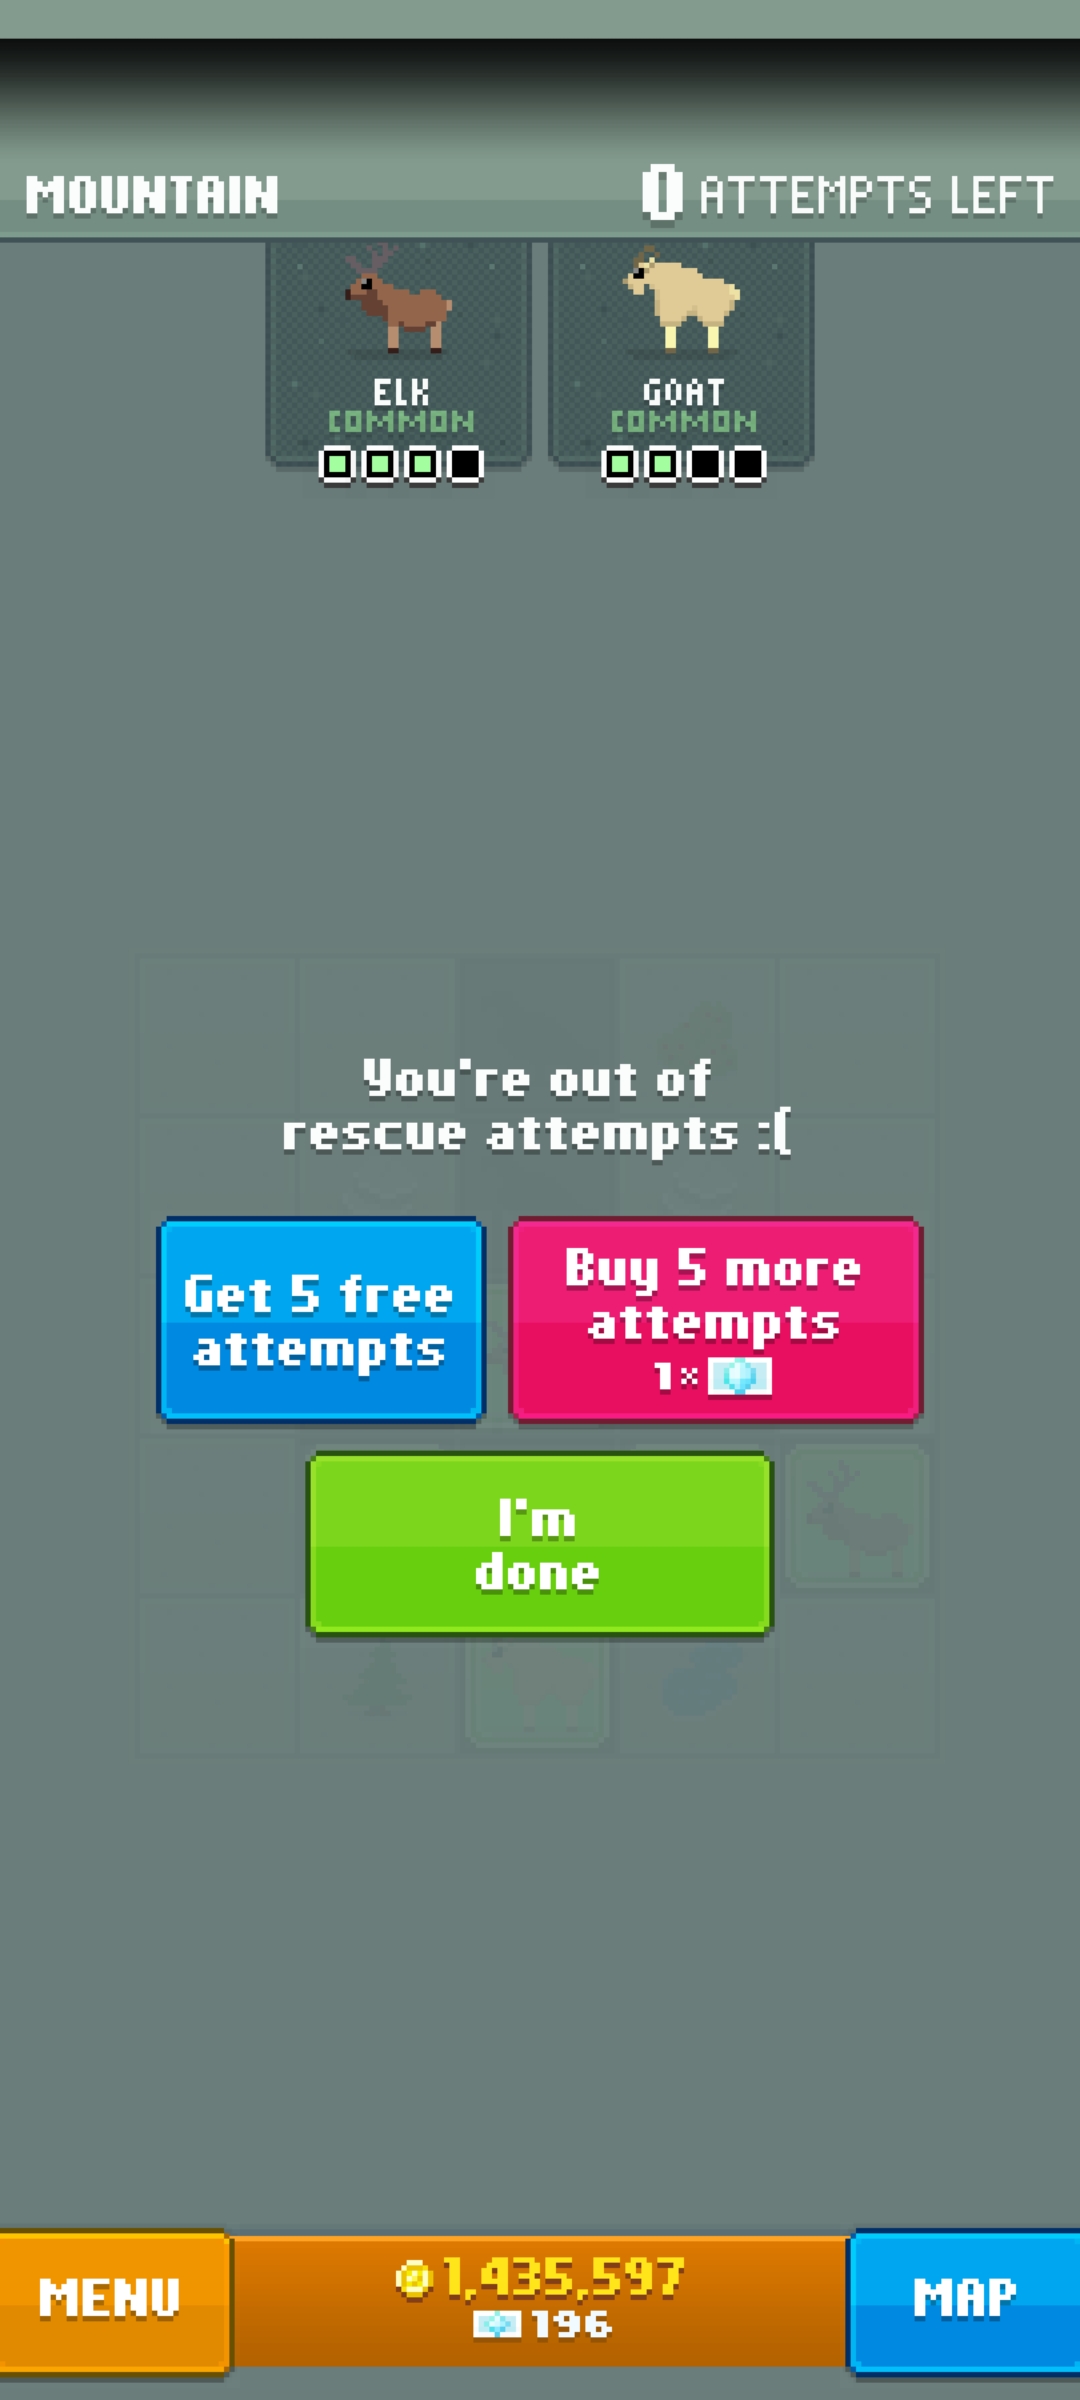 MOUNTAIN
0 ATTEMPTS LEFT
ELK
COMMON
GOAT
COMMON
You're out of
rescue attempts :(
Get 5 free
attempts
Buy 5 more
attempts
1×
I'm
done
MENU
1,435,597
196
MAP